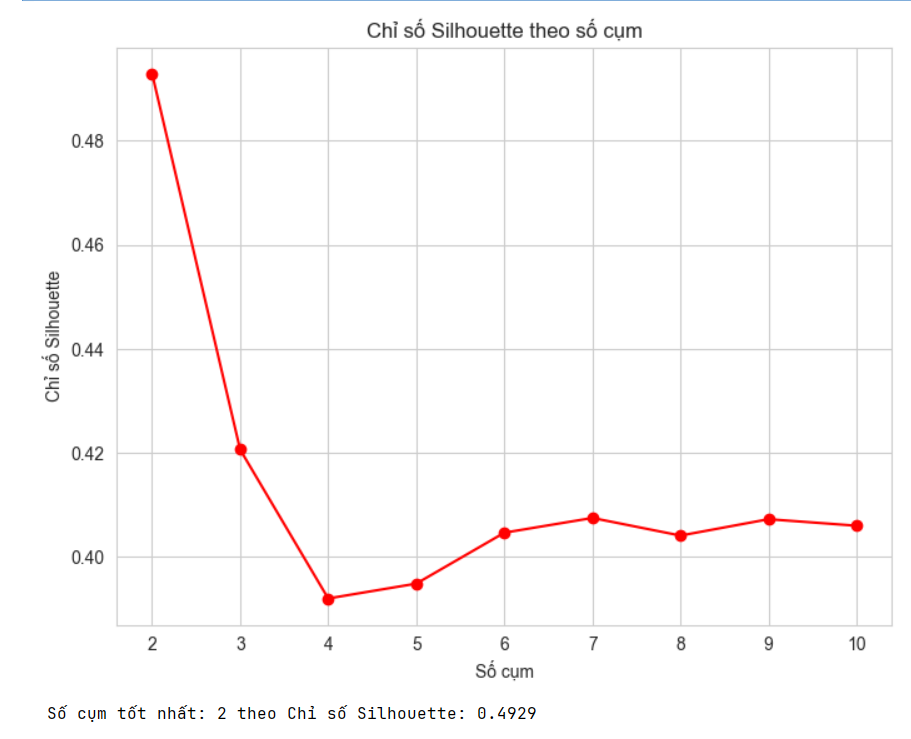 Chỉ số Silhouette theo số cụm
Chỉ số Silhouette
0.48
0.46
0.44
0.42
0.40
2 3 4 5 6 7 8 9 10
Số cụm
Số cụm tốt nhất: 2 theo Chỉ số Silhouette: 0.4929